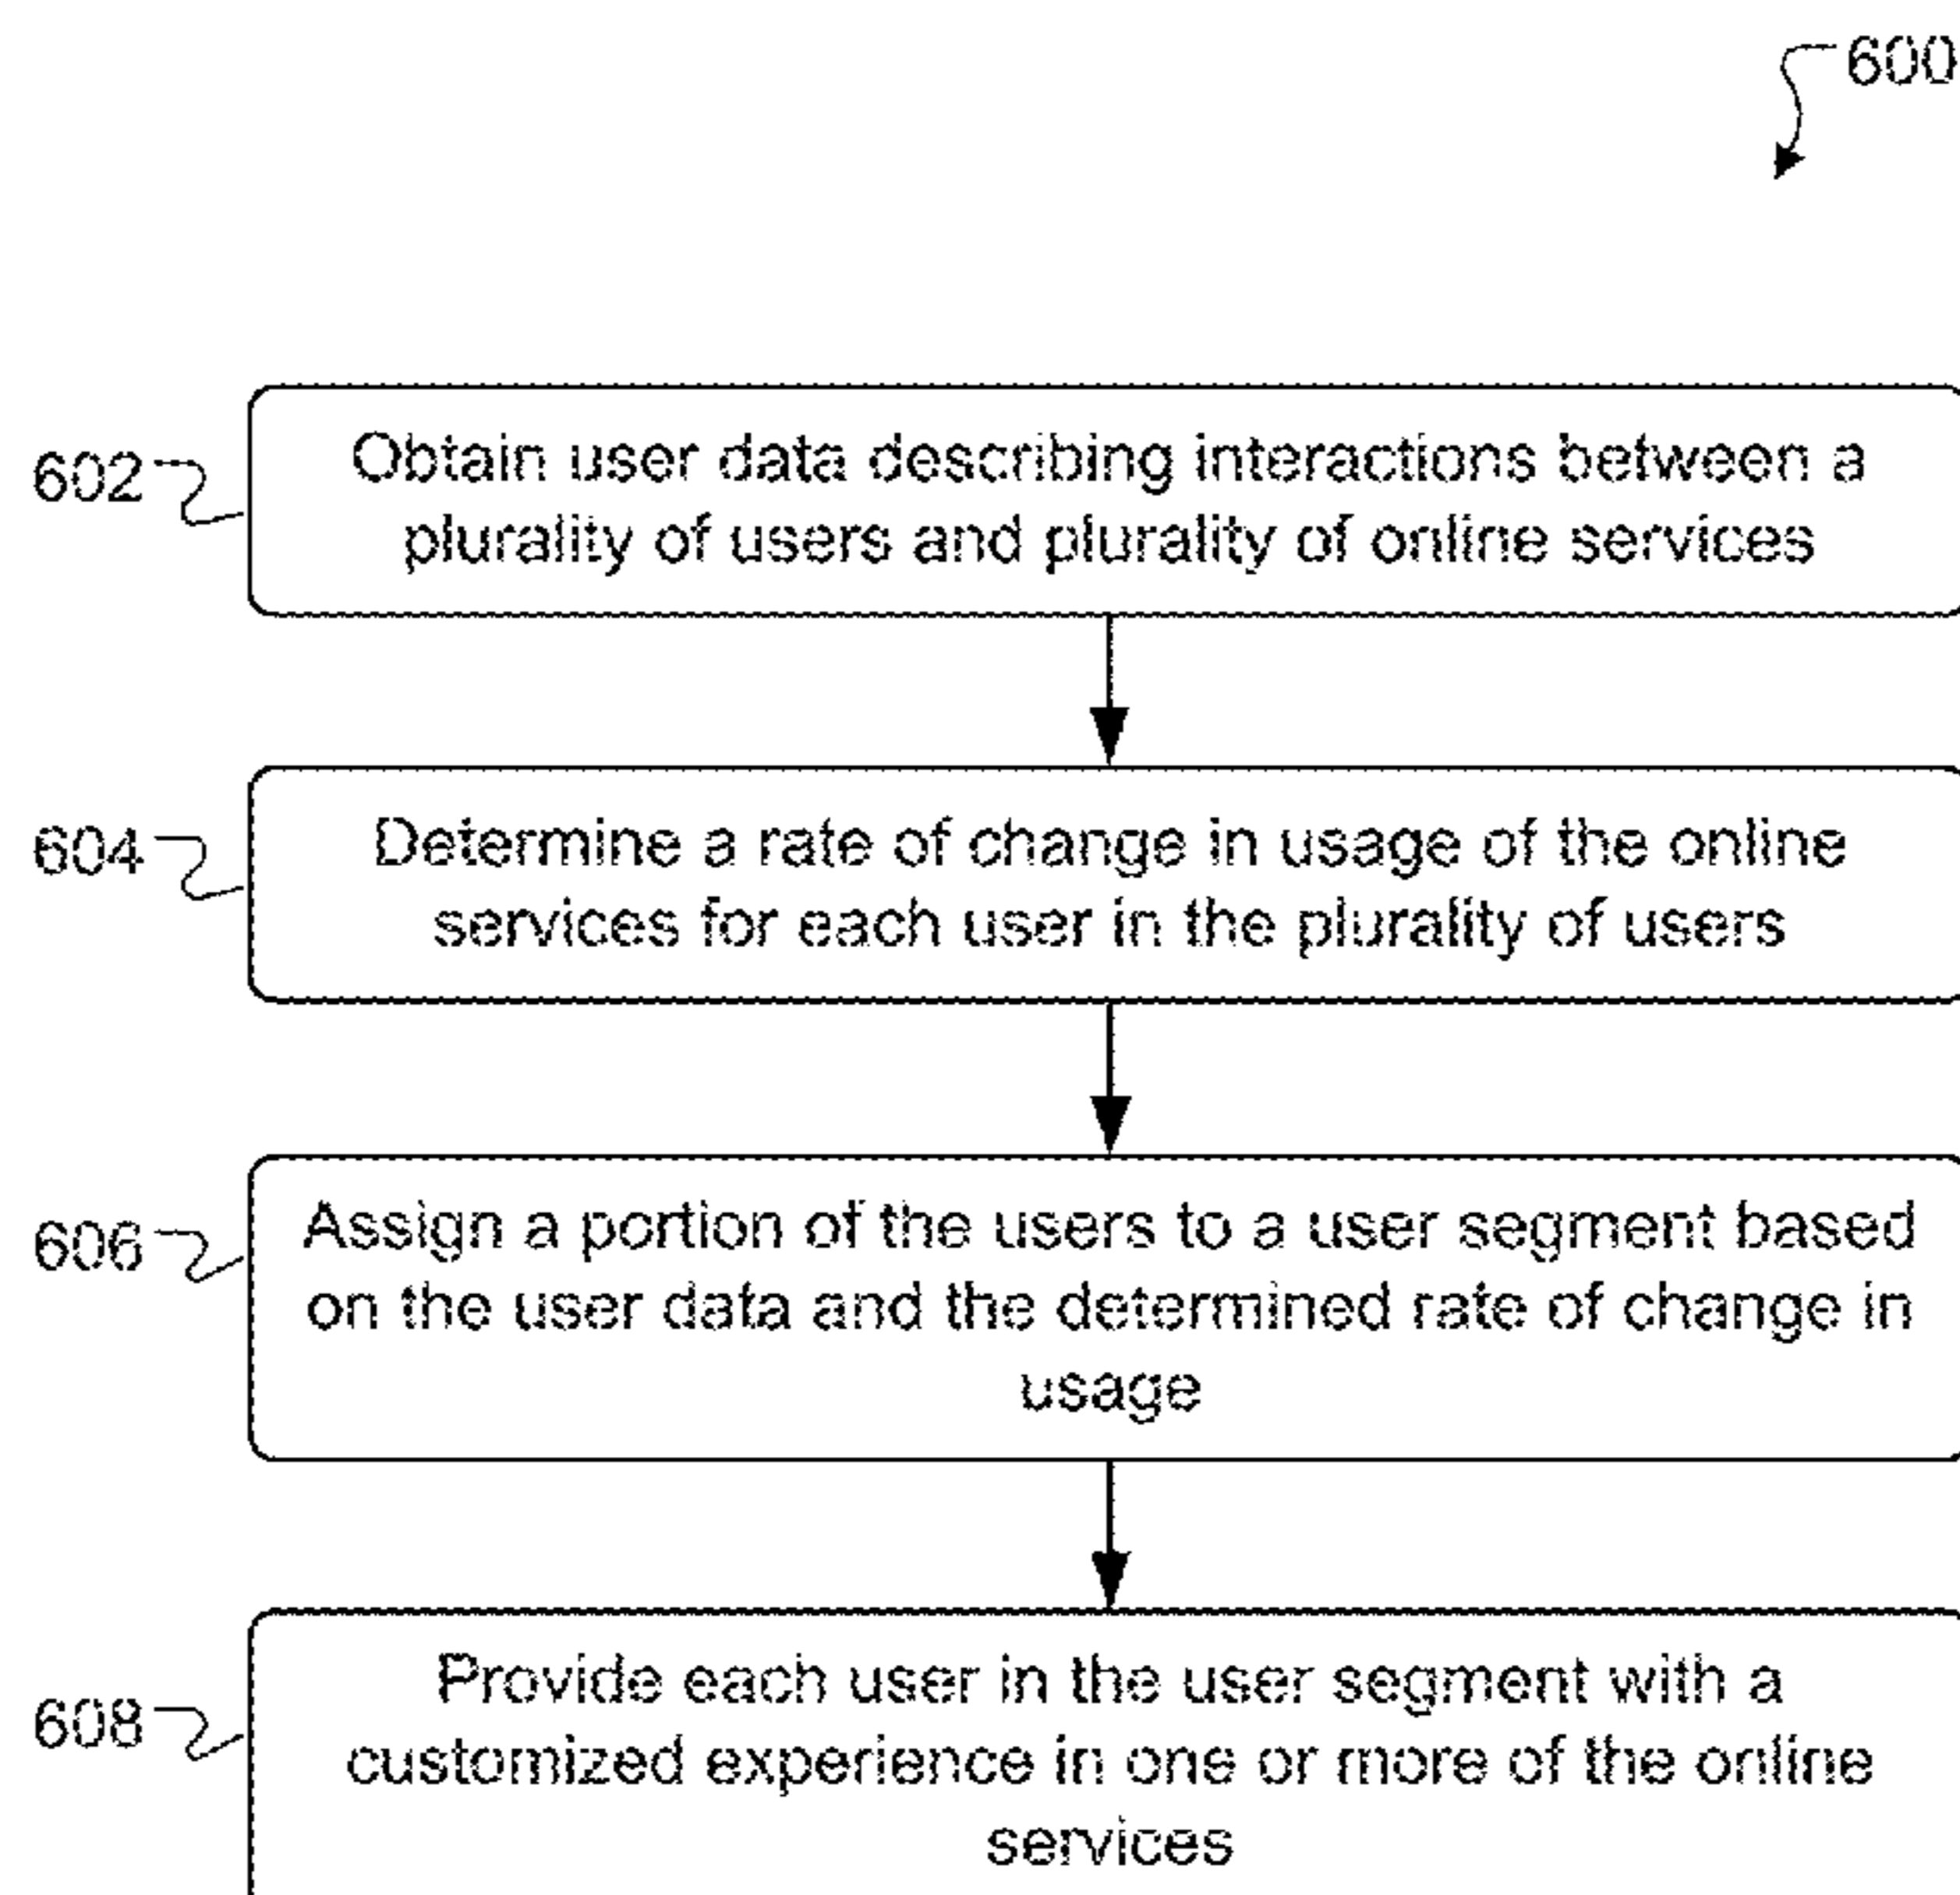 600
602
Obtain user data describing interactions between a
plurality of users and plurality of online services
604
Determine a rate of change in usage of the online
services for each user in the plurality of users
606
Assign a portion of the users to a user segment based
on the user data and the determined rate of change in
usage
608
Provide each user in the user segment with a
customized experience in one or more of the online
services